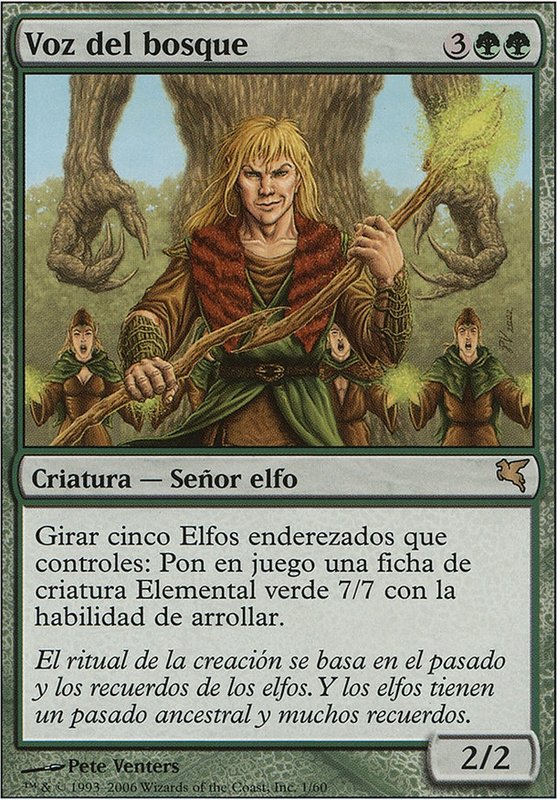 Voz del bosque 3
PV 2002
Criatura — Señor elfo
Girar cinco Elfos enderezados que
controles: Pon en juego una ficha de
criatura Elemental verde 7/7 con la
habilidad de arrollar.
El ritual de la creación se basa en el pasado
y los recuerdos de los elfos. Y los elfos tienen
un pasado ancestral y muchos recuerdos.
2/2
Pete Venters
™ & © 1993-2006 Wizards of the Coast, Inc. 1/60